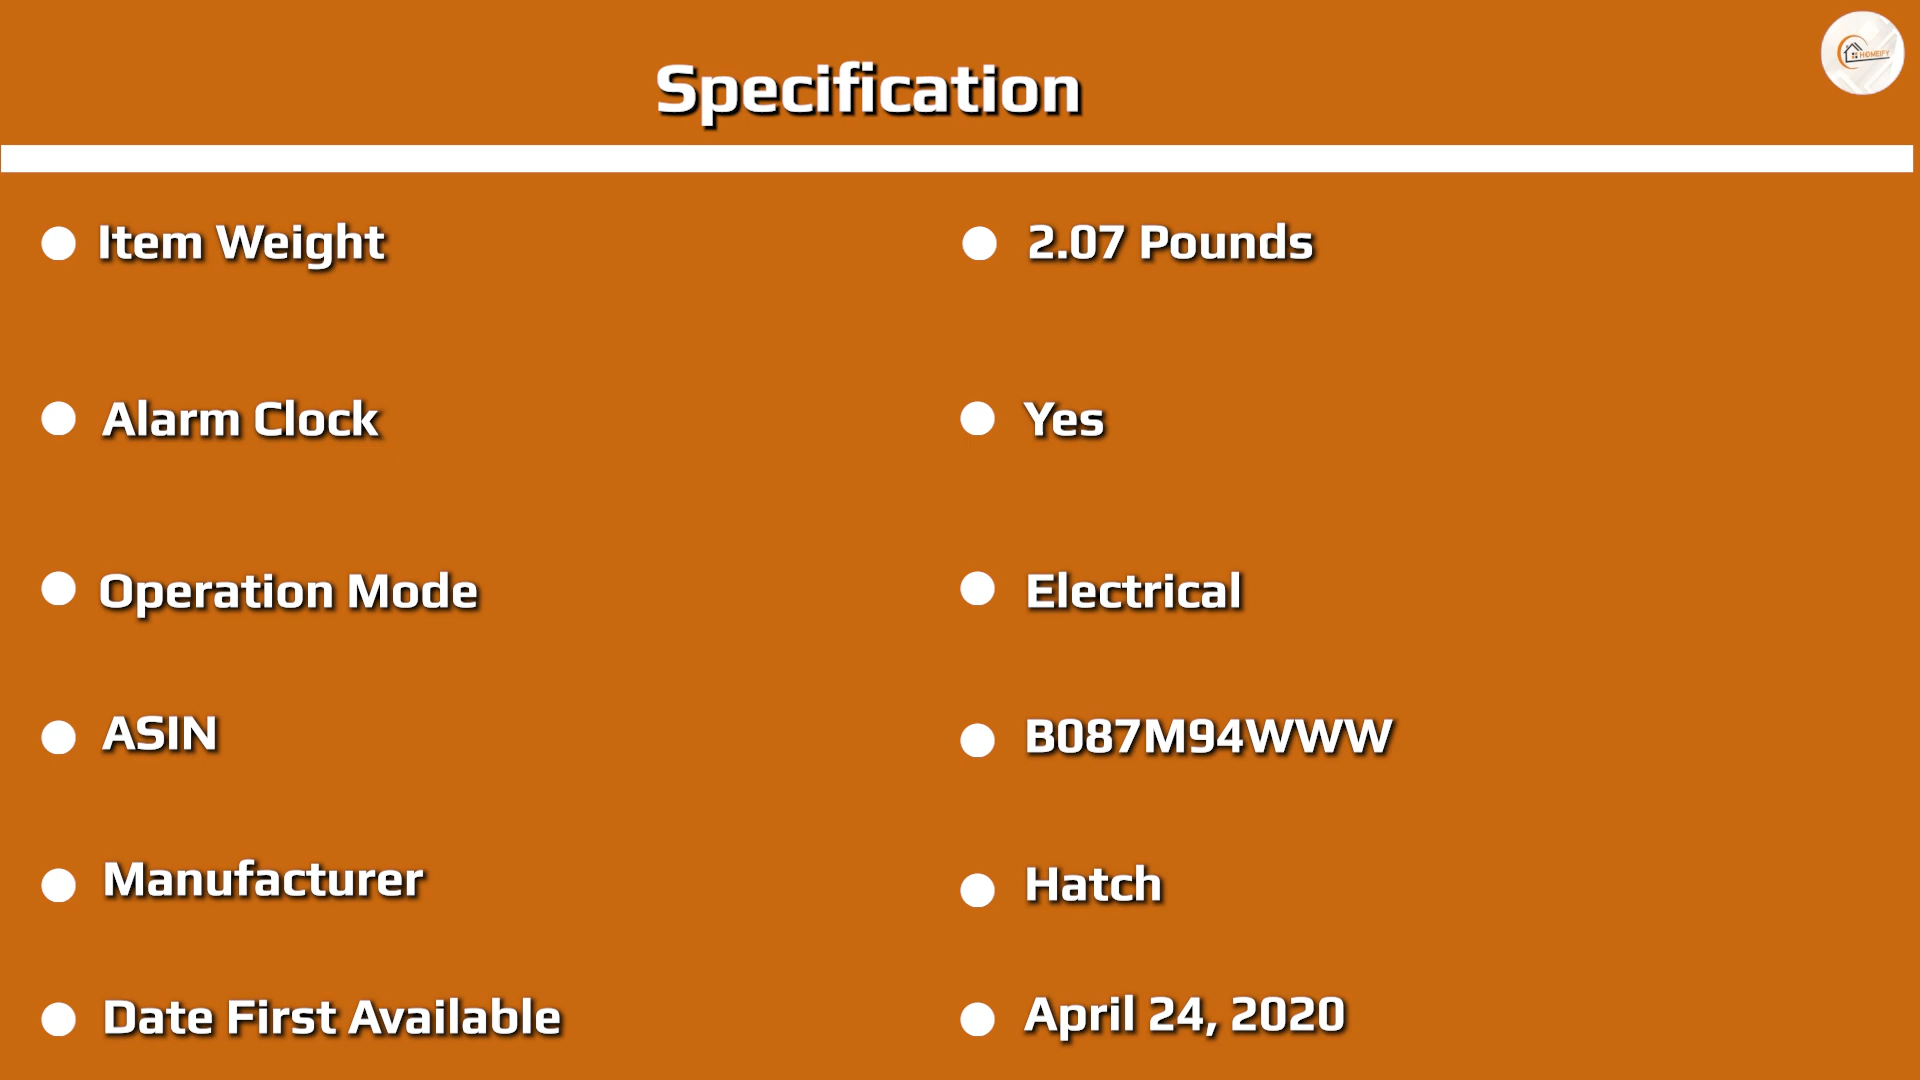 HOMEIFY
Specification
Item Weight
2.07 Pounds
Alarm Clock
Yes
Operation Mode
Electrical
ASIN
B087M94WWW
Manufacturer
Hatch
Date First Available
April 24, 2020